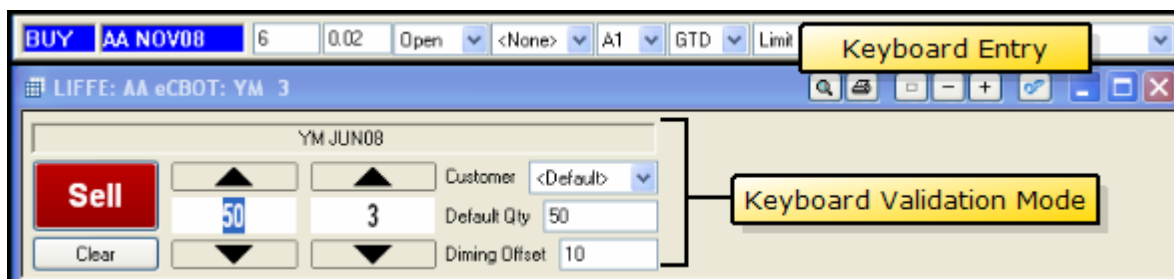 BUY AA NOV08 6 0.02 Open <None> A1 GTD Limit Keyboard Entry
LIFFE: AA eCBOT: YM 3
YM JUN08
Sell 50 3 Customer <Default>
Default Qty 50
Clear Diming Offset 10
Keyboard Validation Mode